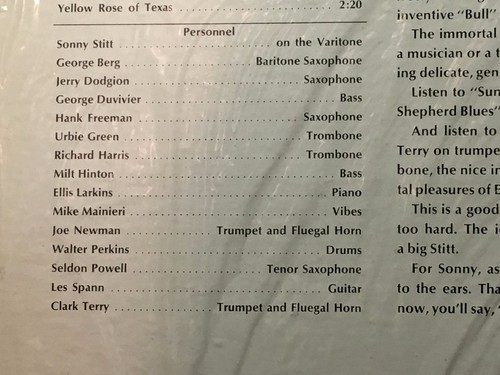 Yellow Rose of Texas 2:20
Personnel
Sonny Stitt . . . . . . . . . . . . . . . . . . . . . . on the Varitone
George Berg . . . . . . . . . . . . . . . . . . Baritone Saxophone
Jerry Dodgion . . . . . . . . . . . . . . . . . . . . . . . . Saxophone
George Duvivier . . . . . . . . . . . . . . . . . . . . . . . . . . . . Bass
Hank Freeman . . . . . . . . . . . . . . . . . . . . . . . Saxophone
Urbie Green . . . . . . . . . . . . . . . . . . . . . . . . . . Trombone
Richard Harris . . . . . . . . . . . . . . . . . . . . . . . . Trombone
Milt Hinton . . . . . . . . . . . . . . . . . . . . . . . . . . . . . . . . Bass
Ellis Larkins . . . . . . . . . . . . . . . . . . . . . . . . . . . . . . Piano
Mike Mainieri . . . . . . . . . . . . . . . . . . . . . . . . . . . . . Vibes
Joe Newman . . . . . . . . . . . . Trumpet and Fluegal Horn
Walter Perkins . . . . . . . . . . . . . . . . . . . . . . . . . . . Drums
Seldon Powell . . . . . . . . . . . . . . . . . . . Tenor Saxophone
Les Spann . . . . . . . . . . . . . . . . . . . . . . . . . . . . . . . Guitar
Clark Terry . . . . . . . . . . . . . Trumpet and Fluegal Horn
inventive "Bull"
The immortal
a musician or a t
ing delicate, gen
Listen to "Sun
Shepherd Blues"
And listen to
Terry on trumpe
bone, the nice in
tal pleasures of E
This is a good
too hard. The i
a big Stitt.
For Sonny, as
to the ears. Tha
now, you'll say, "